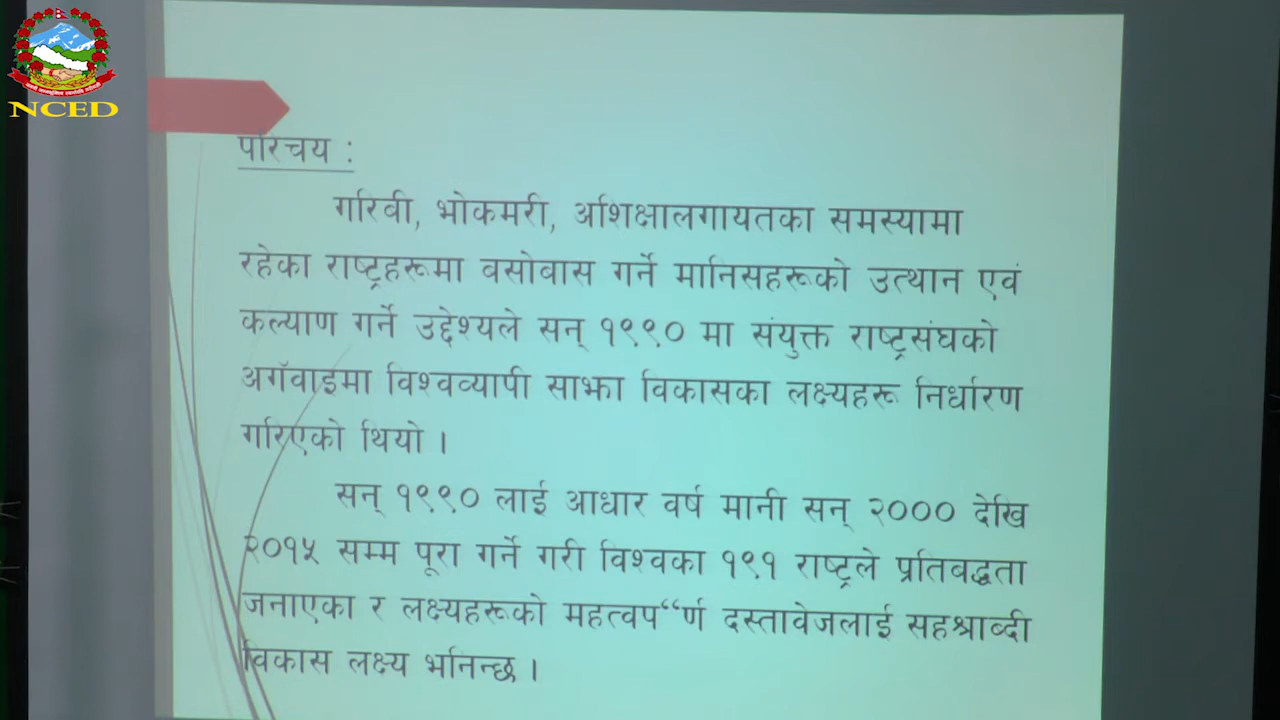 NCED
परिचय :
गरिवी, भोकमरी, अशिक्षालगायतका समस्यामा
रहेका राष्ट्रहरूमा वसोवास गर्ने मानिसहरूको उत्थान एवं
कल्याण गर्ने उद्देश्यले सन् १९९० मा संयुक्त राष्ट्रसंघको
अगॅवाइमा विश्वव्यापी साझा विकासका लक्ष्यहरू निर्धारण
गरिएको थियो ।
सन् १९९० लाई आधार वर्ष मानी सन् २००० देखि
२०१५ सम्म पूरा गर्ने गरी विश्वका १९१ राष्ट्रले प्रतिवद्धता
जनाएका र लक्ष्यहरूको महत्वप“र्ण दस्तावेजलाई सहश्राब्दी
विकास लक्ष्य भनिन्छ ।